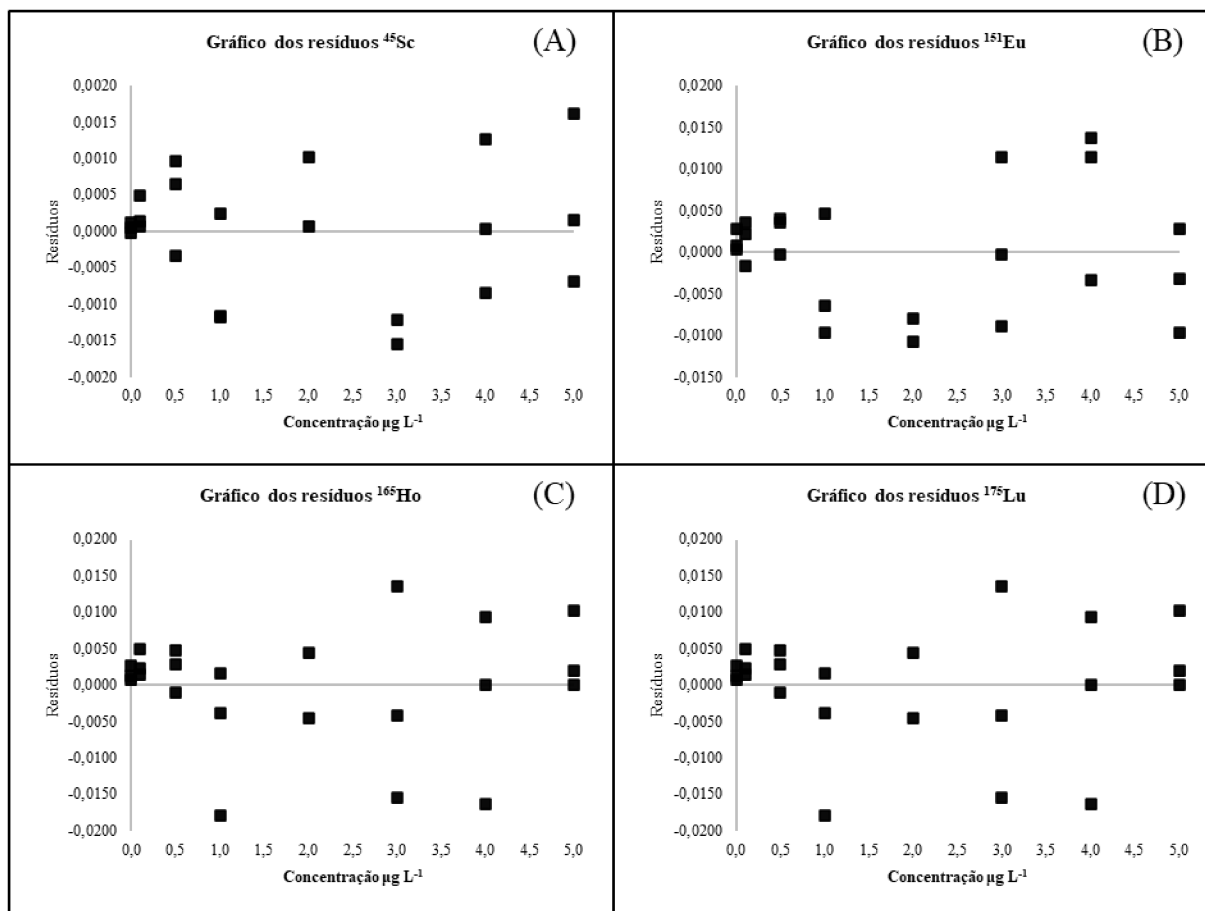 Gráfico dos resíduos ⁴⁵Sc
(A)
0,0020
0,0015
0,0010
0,0005
0,0000
-0,0005
-0,0010
-0,0015
-0,0020
Resíduos
0,0 0,5 1,0 1,5 2,0 2,5 3,0 3,5 4,0 4,5 5,0
Concentração µg L⁻¹
Gráfico dos resíduos ¹⁵¹Eu
(B)
0,0200
0,0150
0,0100
0,0050
0,0000
-0,0050
-0,0100
-0,0150
Resíduos
0,0 0,5 1,0 1,5 2,0 2,5 3,0 3,5 4,0 4,5 5,0
Concentração µg L⁻¹
Gráfico dos resíduos ¹⁶⁵Ho
(C)
0,0200
0,0150
0,0100
0,0050
0,0000
-0,0050
-0,0100
-0,0150
-0,0200
Resíduos
0,0 0,5 1,0 1,5 2,0 2,5 3,0 3,5 4,0 4,5 5,0
Concentração µg L⁻¹
Gráfico dos resíduos ¹⁷⁵Lu
(D)
0,0200
0,0150
0,0100
0,0050
0,0000
-0,0050
-0,0100
-0,0150
-0,0200
Resíduos
0,0 0,5 1,0 1,5 2,0 2,5 3,0 3,5 4,0 4,5 5,0
Concentração µg L⁻¹